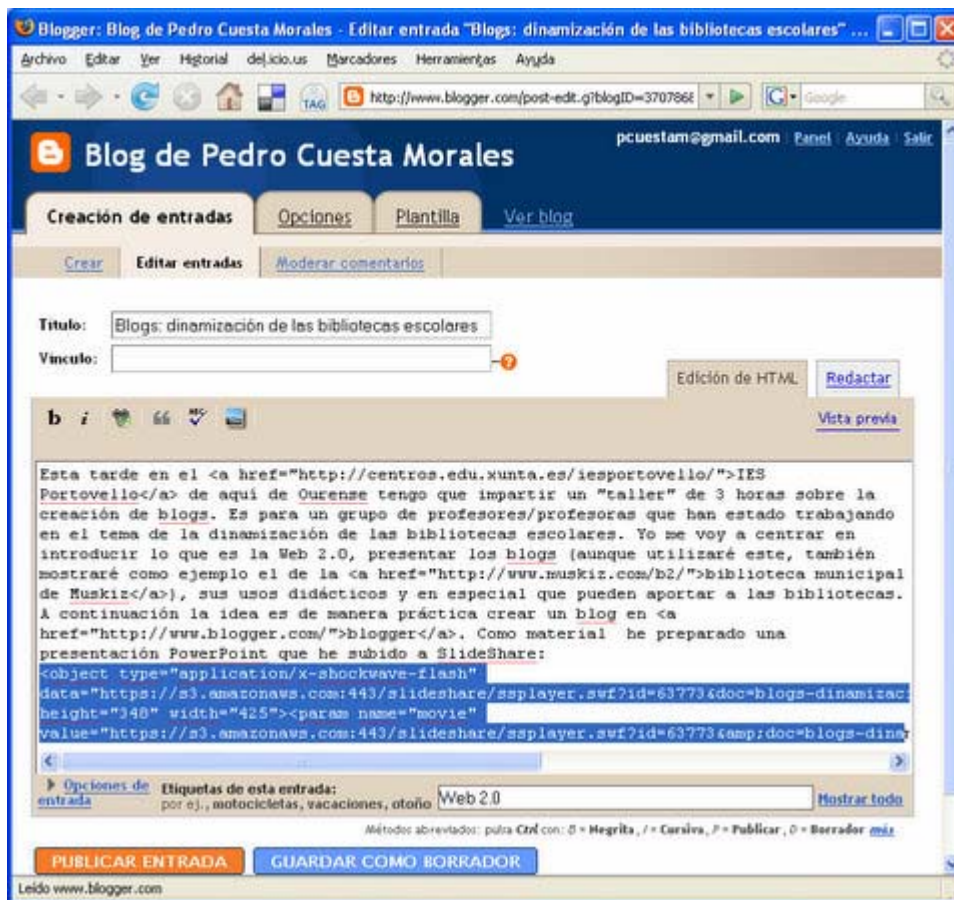 Blogger: Blog de Pedro Cuesta Morales - Editar entrada "Blogs: dinamización de las bibliotecas escolares" ...
Archivo Editar Ver Historial del.icio.us Marcadores Herramientas Ayuda
TAG http://www.blogger.com/post-edit.g?blogID=3707868 Google
pcuestam@gmail.com Panel Ayuda Salir
Blog de Pedro Cuesta Morales
Creación de entradas Opciones Plantilla Ver blog
Crear Editar entradas Moderar comentarios
Título: Blogs: dinamización de las bibliotecas escolares
Vínculo:
Edición de HTML Redactar
b i ABC Vista previa
Esta tarde en el <a href="http://centros.edu.xunta.es/iesportovello/">IES
Portovello</a> de aquí de Ourense tengo que impartir un "taller" de 3 horas sobre la
creación de blogs. Es para un grupo de profesores/profesoras que han estado trabajando
en el tema de la dinamización de las bibliotecas escolares. Yo me voy a centrar en
introducir lo que es la Web 2.0, presentar los blogs (aunque utilizaré este, también
mostraré como ejemplo el de la <a href="http://www.muskiz.com/b2/">biblioteca municipal
de Muskiz</a>), sus usos didácticos y en especial que pueden aportar a las bibliotecas.
A continuación la idea es de manera práctica crear un blog en <a
href="http://www.blogger.com/">blogger</a>. Como material he preparado una
presentación PowerPoint que he subido a SlideShare:
<object type="application/x-shockwave-flash"
data="https://s3.amazonaws.com:443/slideshare/ssplayer.swf?id=63773&doc=blogs-dinamizaci
height="348" width="425"><param name="movie"
value="https://s3.amazonaws.com:443/slideshare/ssplayer.swf?id=63773&amp;doc=blogs-dina
Opciones de entrada Etiquetas de esta entrada: Web 2.0 Mostrar todo
por ej., motocicletas, vacaciones, otoño
Métodos abreviados: pulsa Ctrl con: B = Negrita, I = Cursiva, P = Publicar, D = Borrador más
PUBLICAR ENTRADA GUARDAR COMO BORRADOR
Leído www.blogger.com